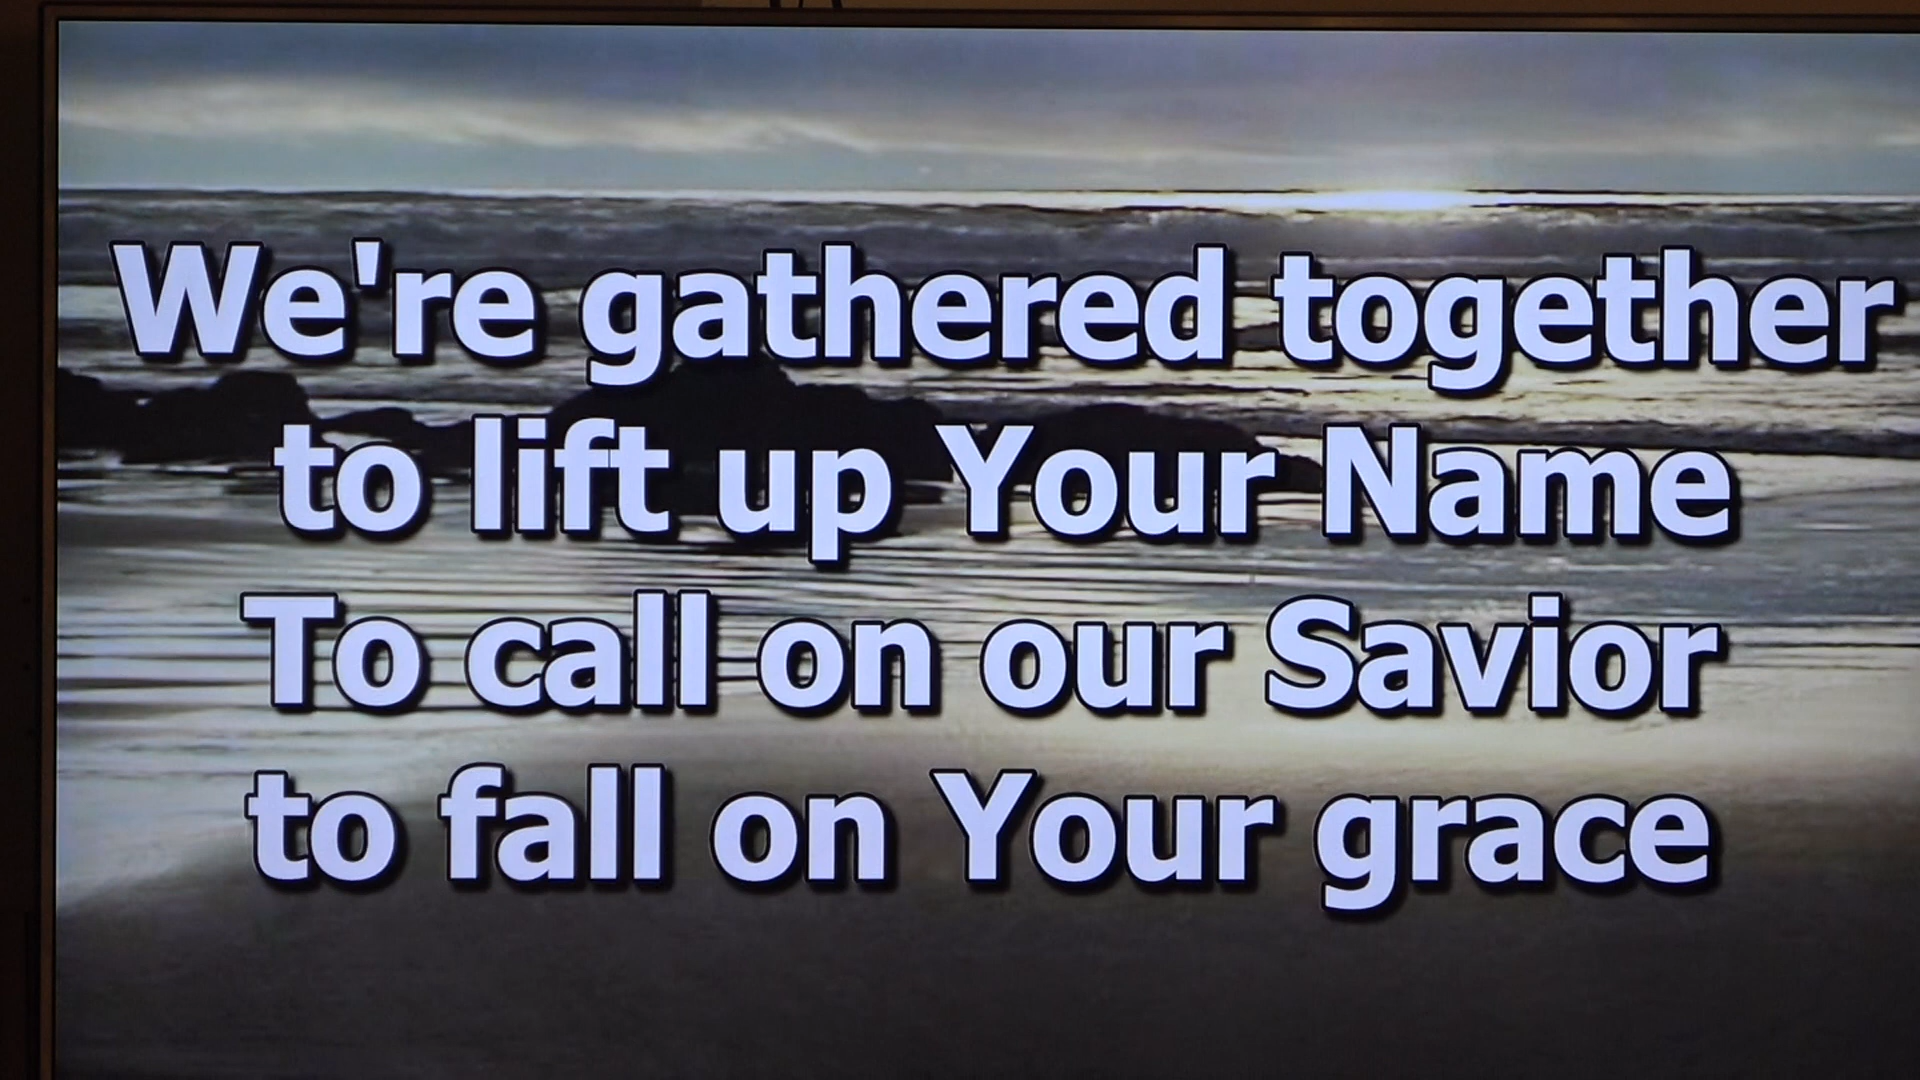 We're gathered together
to lift up Your Name
To call on our Savior
to fall on Your grace